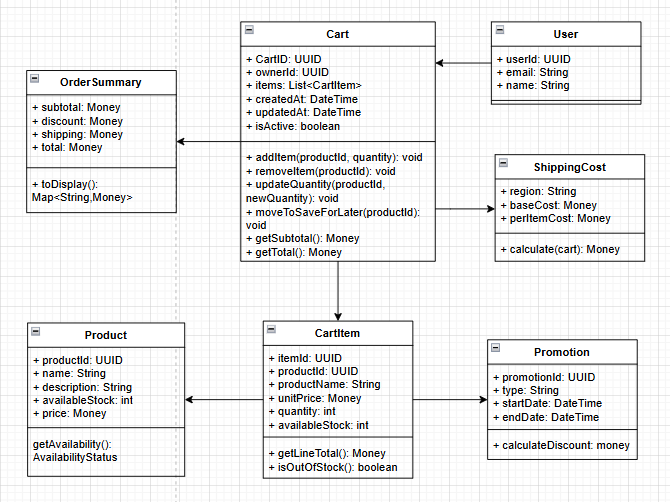 Cart
+ CartID: UUID
+ ownerId: UUID
+ items: List<CartItem>
+ createdAt: DateTime
+ updatedAt: DateTime
+ isActive: boolean
+ addItem(productId, quantity): void
+ removeItem(productId): void
+ updateQuantity(productId,
newQuantity): void
+ moveToSaveForLater(productId):
void
+ getSubtotal(): Money
+ getTotal(): Money
User
+ userId: UUID
+ email: String
+ name: String
OrderSummary
+ subtotal: Money
+ discount: Money
+ shipping: Money
+ total: Money
+ toDisplay():
Map<String,Money>
ShippingCost
+ region: String
+ baseCost: Money
+ perItemCost: Money
+ calculate(cart): Money
Product
+ productId: UUID
+ name: String
+ description: String
+ availableStock: int
+ price: Money
getAvailability():
AvailabilityStatus
CartItem
+ itemId: UUID
+ productId: UUID
+ productName: String
+ unitPrice: Money
+ quantity: int
+ availableStock: int
+ getLineTotal(): Money
+ isOutOfStock(): boolean
Promotion
+ promotionId: UUID
+ type: String
+ startDate: DateTime
+ endDate: DateTime
+ calculateDiscount: money